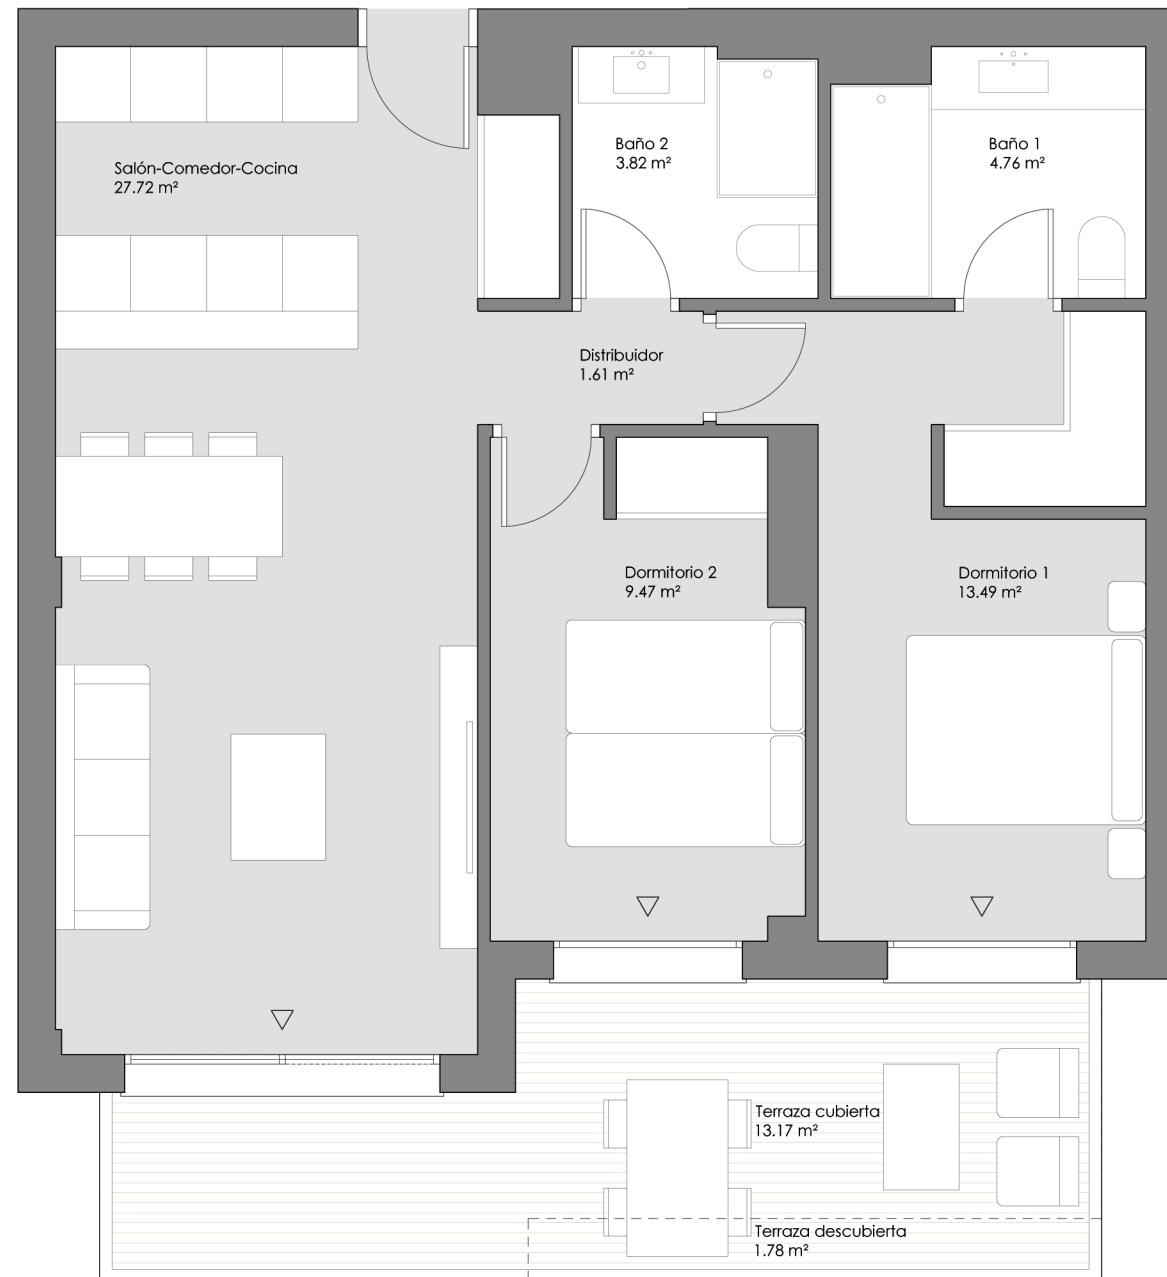 Baño 2
3.82 m²
Baño 1
4.76 m²
Salón-Comedor-Cocina
27.72 m²
Distribuidor
1.61 m²
Dormitorio 2
9.47 m²
Dormitorio 1
13.49 m²
Terraza cubierta
13.17 m²
Terraza descubierta
1.78 m²